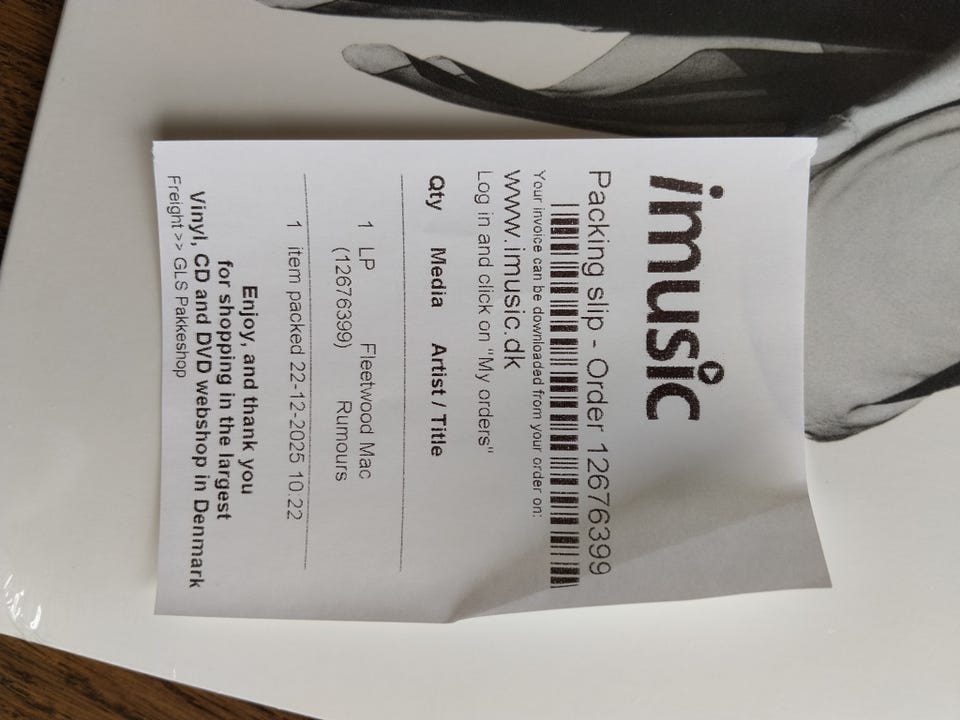 imusic
Packing slip - Order 12676399
Your invoice can be downloaded from your order on:
www.imusic.dk
Log in and click on "My orders"
Qty Media Artist / Title
1 LP Fleetwood Mac
(12676399) Rumours
1 item packed 22-12-2025 10:22
Enjoy, and thank you
for shopping in the largest
Vinyl, CD and DVD webshop in Denmark
Freight >> GLS Pakkeshop